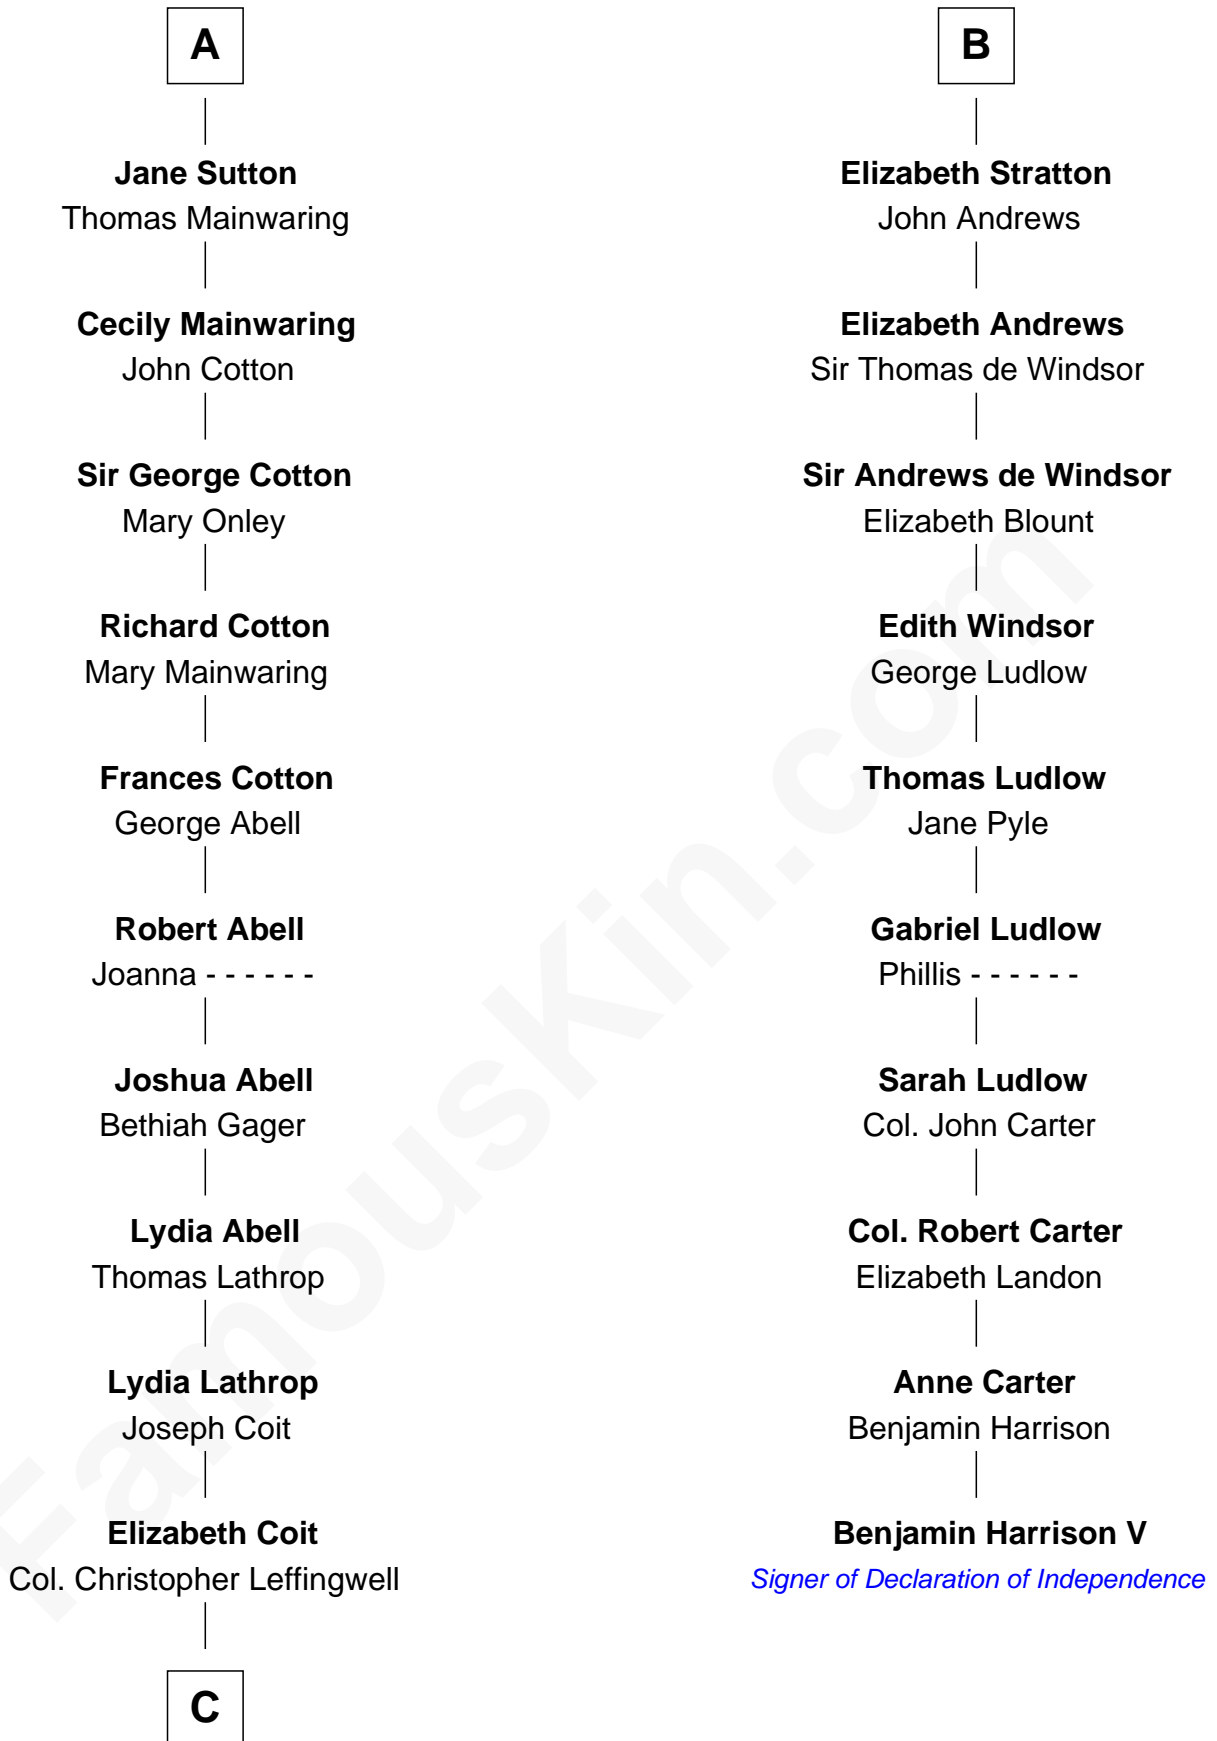 A
Jane Sutton
Thomas Mainwaring
Cecily Mainwaring
John Cotton
Sir George Cotton
Mary Onley
Richard Cotton
Mary Mainwaring
Frances Cotton
George Abell
Robert Abell
Joanna - - - - - -
Joshua Abell
Bethiah Gager
Lydia Abell
Thomas Lathrop
Lydia Lathrop
Joseph Coit
Elizabeth Coit
Col. Christopher Leffingwell
C
B
Elizabeth Stratton
John Andrews
Elizabeth Andrews
Sir Thomas de Windsor
Sir Andrews de Windsor
Elizabeth Blount
Edith Windsor
George Ludlow
Thomas Ludlow
Jane Pyle
Gabriel Ludlow
Phillis - - - - - -
Sarah Ludlow
Col. John Carter
Col. Robert Carter
Elizabeth Landon
Anne Carter
Benjamin Harrison
Benjamin Harrison V
Signer of Declaration of Independence
FamousKin.com